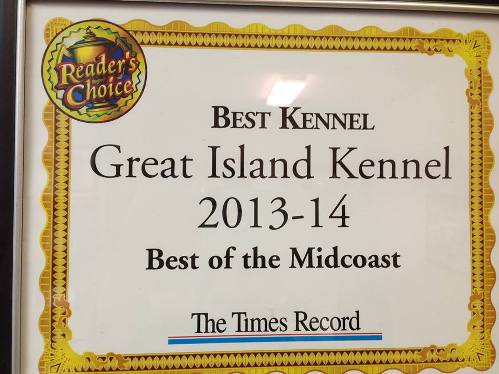 Reader's
Choice
BEST KENNEL
Great Island Kennel
2013-14
Best of the Midcoast
The Times Record